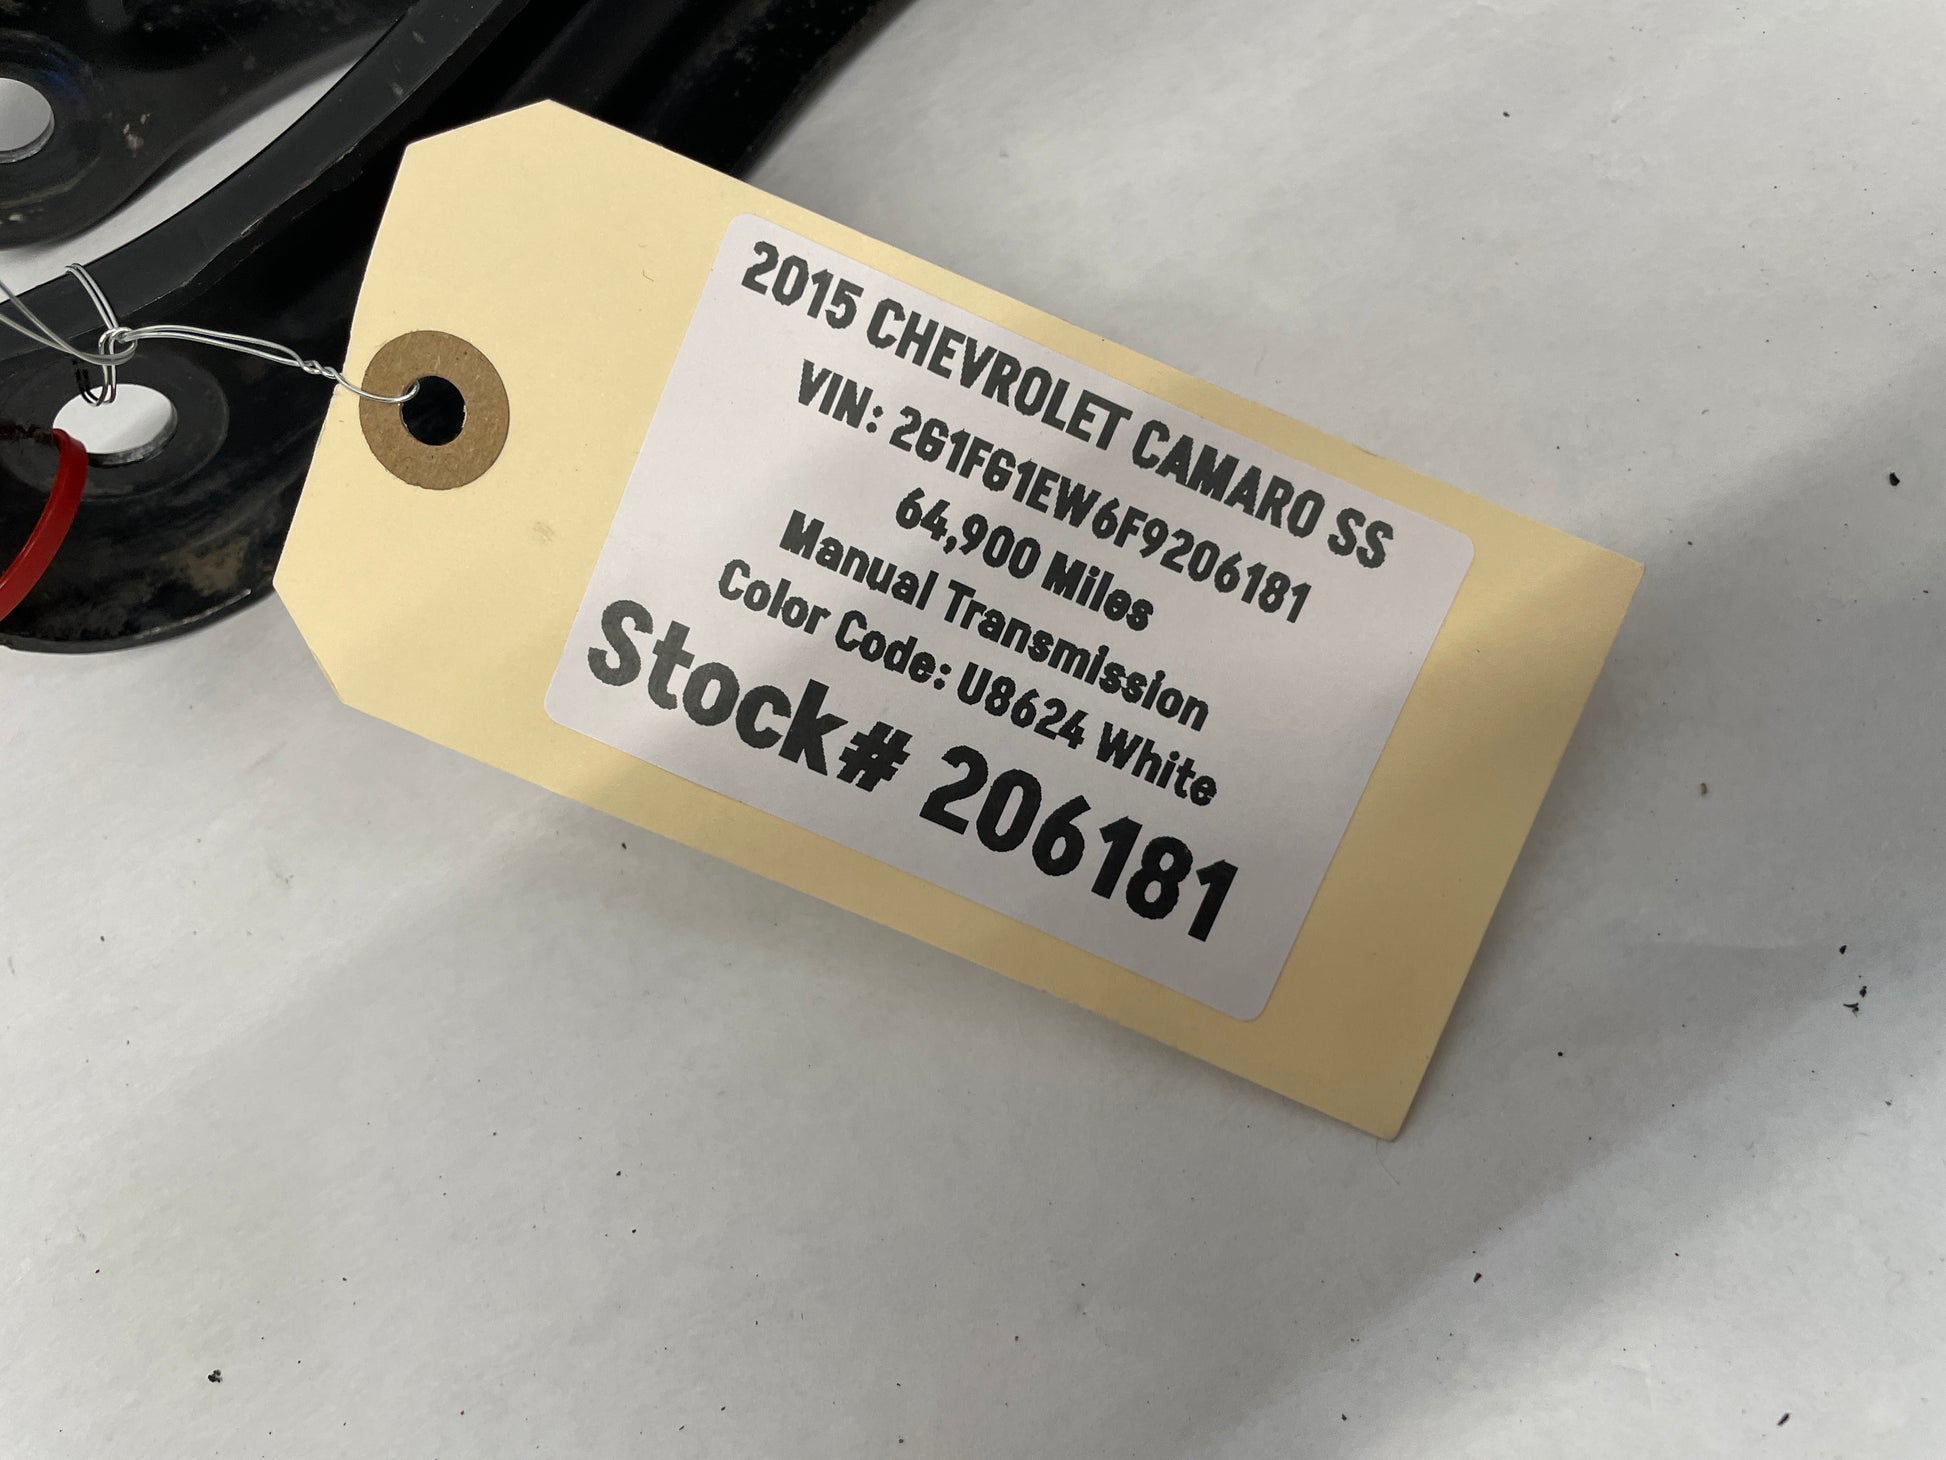 2015 CHEVROLET CAMARO SS
VIN: 2G1FG1EW6F9206181
64,900 Miles
Manual Transmission
Color Code: U8624 White
Stock# 206181